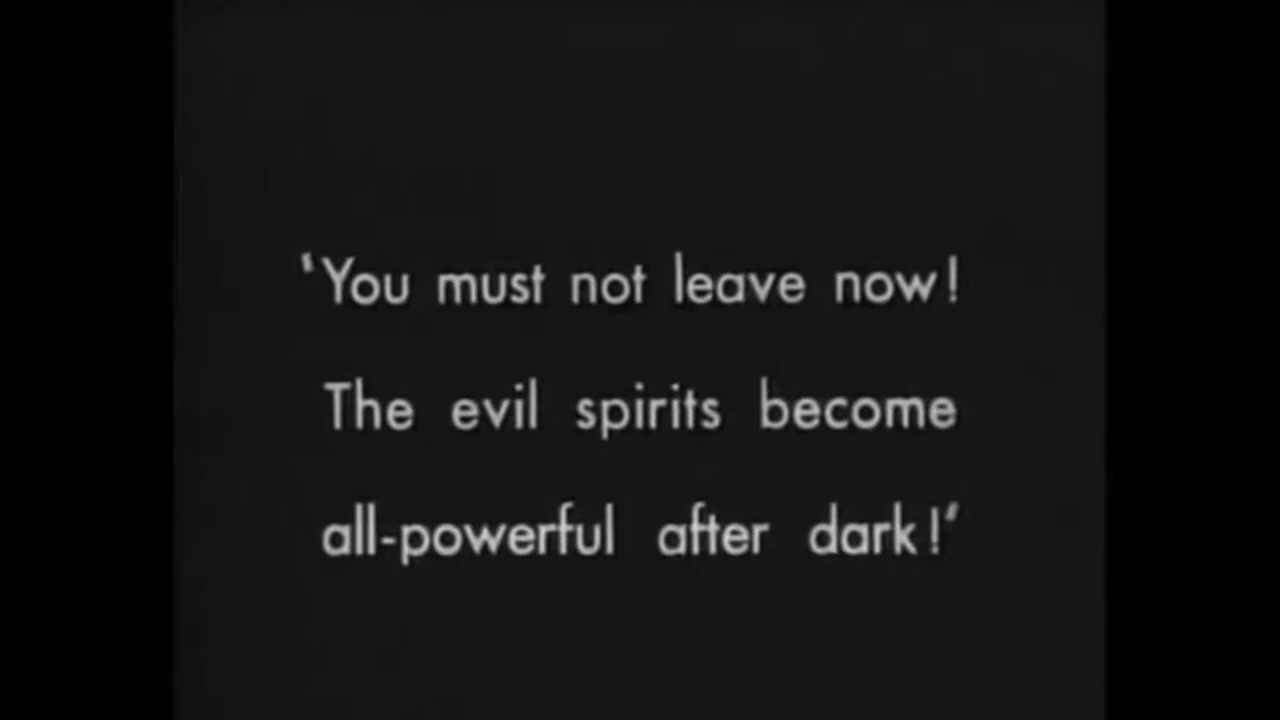 ‘You must not leave now!
The evil spirits become
all-powerful after dark!’